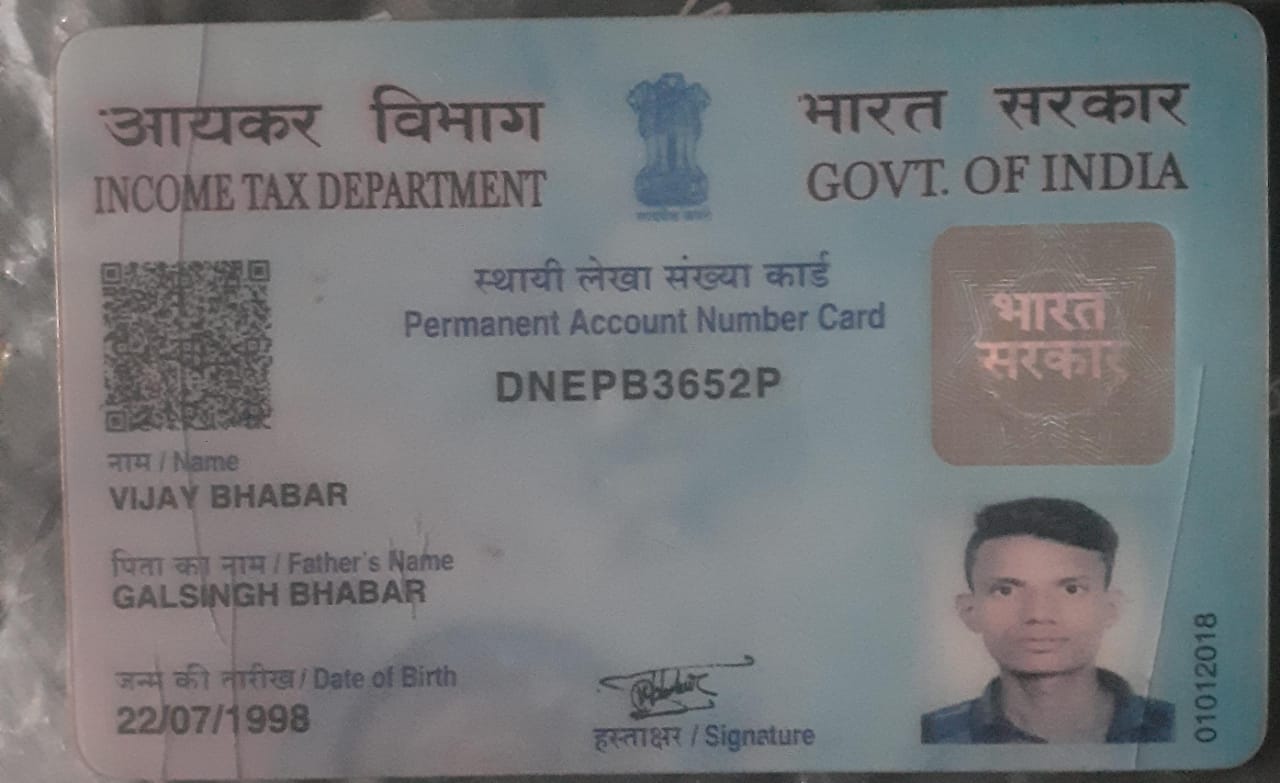 आयकर विभाग
INCOME TAX DEPARTMENT
भारत सरकार
GOVT. OF INDIA
स्थायी लेखा संख्या कार्ड
Permanent Account Number Card
DNEPB3652P
भारत
सरकार
नाम / Name
VIJAY BHABAR
पिता का नाम / Father's Name
GALSINGH BHABAR
जन्म की तारीख / Date of Birth
22/07/1998
हस्ताक्षर / Signature
01012018